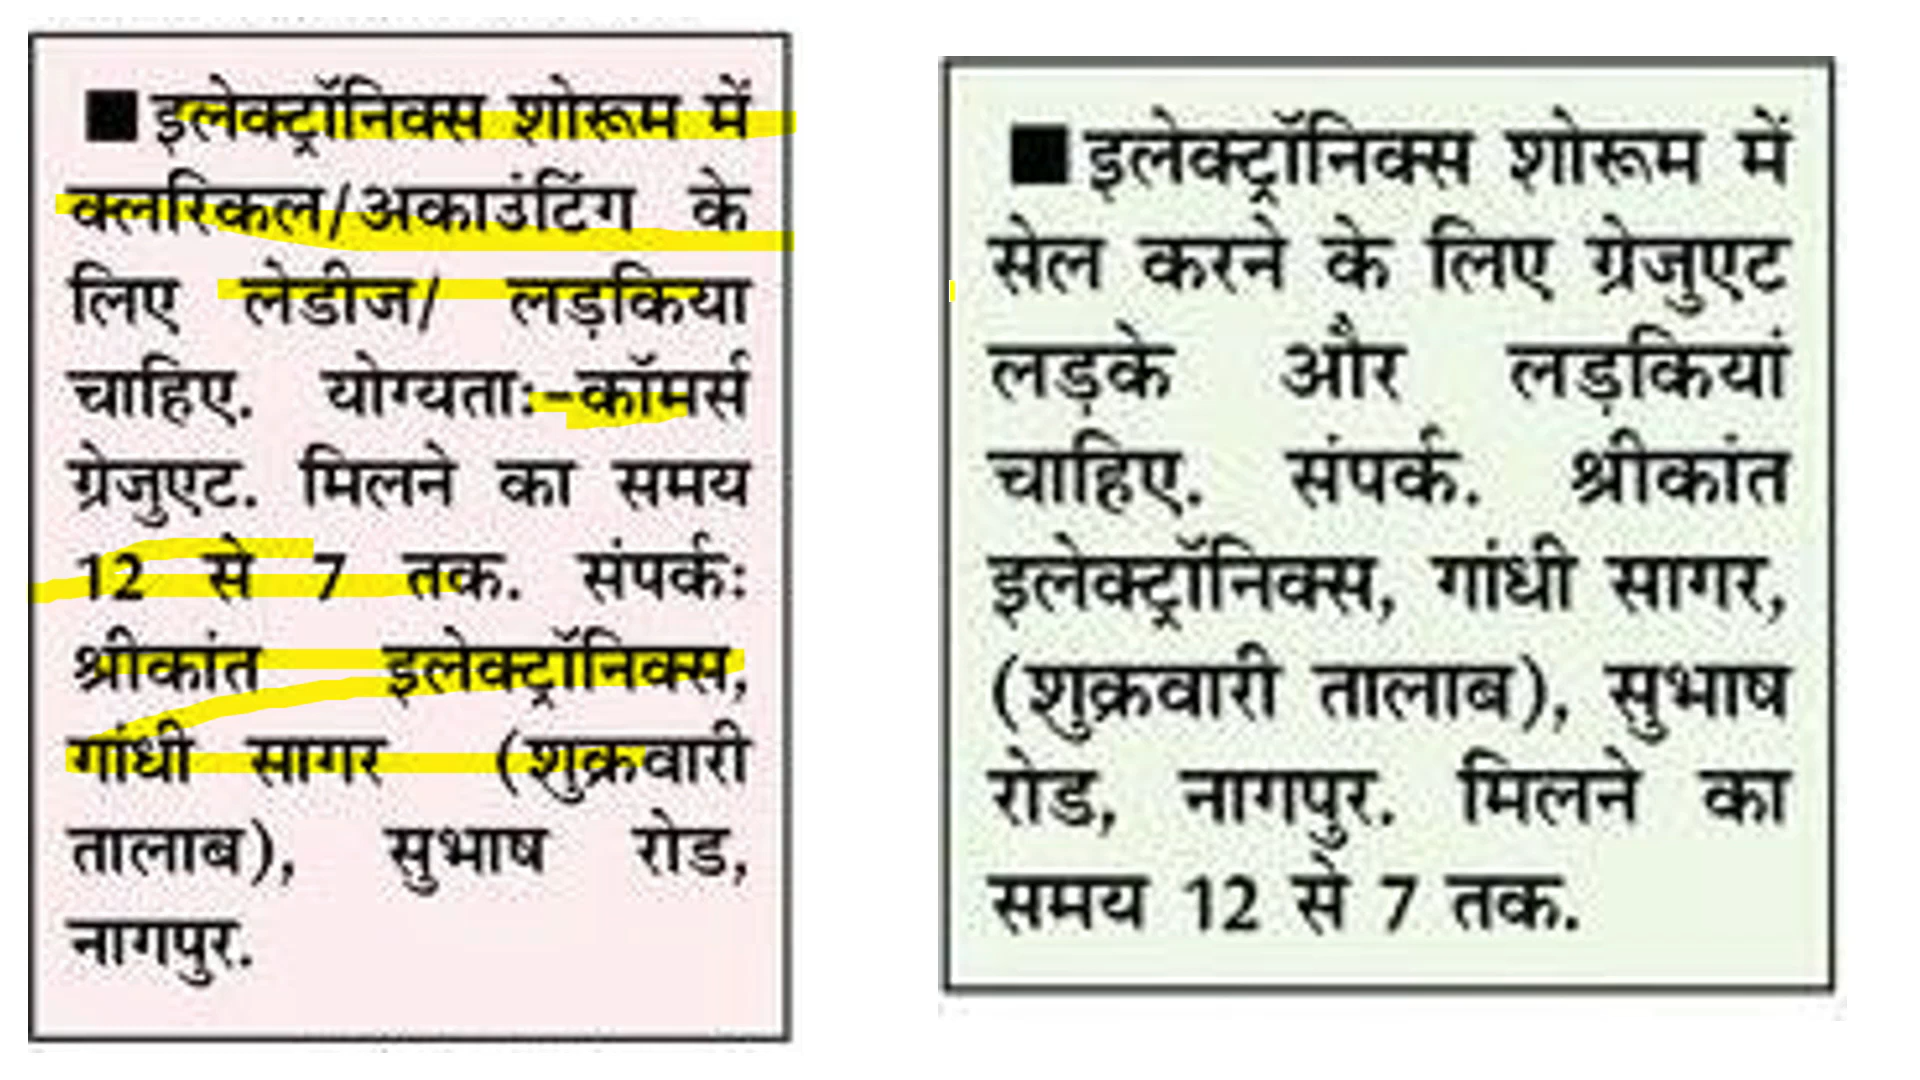 ■ इलेक्ट्रॉनिक्स शोरूम में
क्लरिकल/अकाउंटिंग के
लिए लेडीज/ लड़किया
चाहिए. योग्यताः-कॉमर्स
ग्रेजुएट. मिलने का समय
12 से 7 तक. संपर्कः
श्रीकांत इलेक्ट्रॉनिक्स,
गांधी सागर (शुक्रवारी
तालाब), सुभाष रोड,
नागपुर.
■ इलेक्ट्रॉनिक्स शोरूम में
सेल करने के लिए ग्रेजुएट
लड़के और लड़कियां
चाहिए. संपर्क. श्रीकांत
इलेक्ट्रॉनिक्स, गांधी सागर,
(शुक्रवारी तालाब), सुभाष
रोड, नागपुर. मिलने का
समय 12 से 7 तक.